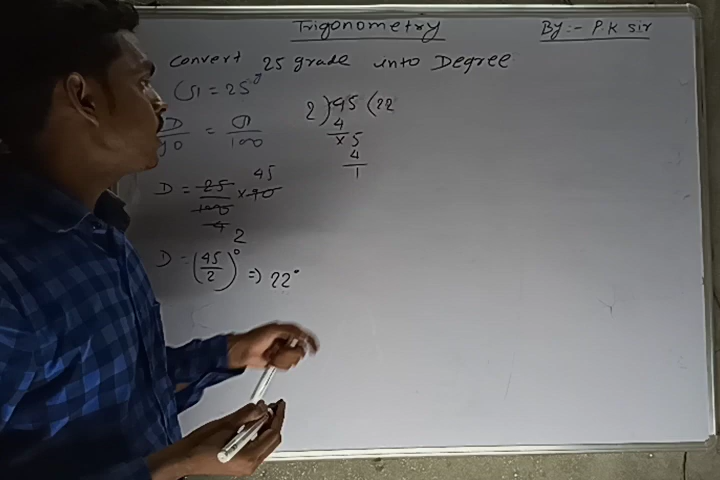 Trigonometry
By :- P.K sir
Convert 25 grade into Degree
G = 25^g
D/90 = G/100
2 ) 45 ( 22
4
x 5
4
1
45
D = 25/100 × 90
4
2
D = (45/2)° ⇒ 22°